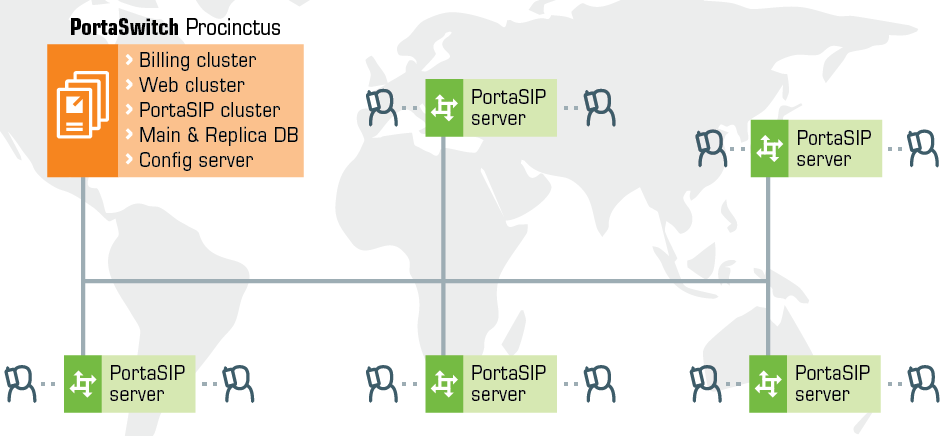 PortaSwitch Procinctus
› Billing cluster
› Web cluster
› PortaSIP cluster
› Main & Replica DB
› Config server
PortaSIP
server
PortaSIP
server
PortaSIP
server
PortaSIP
server
PortaSIP
server